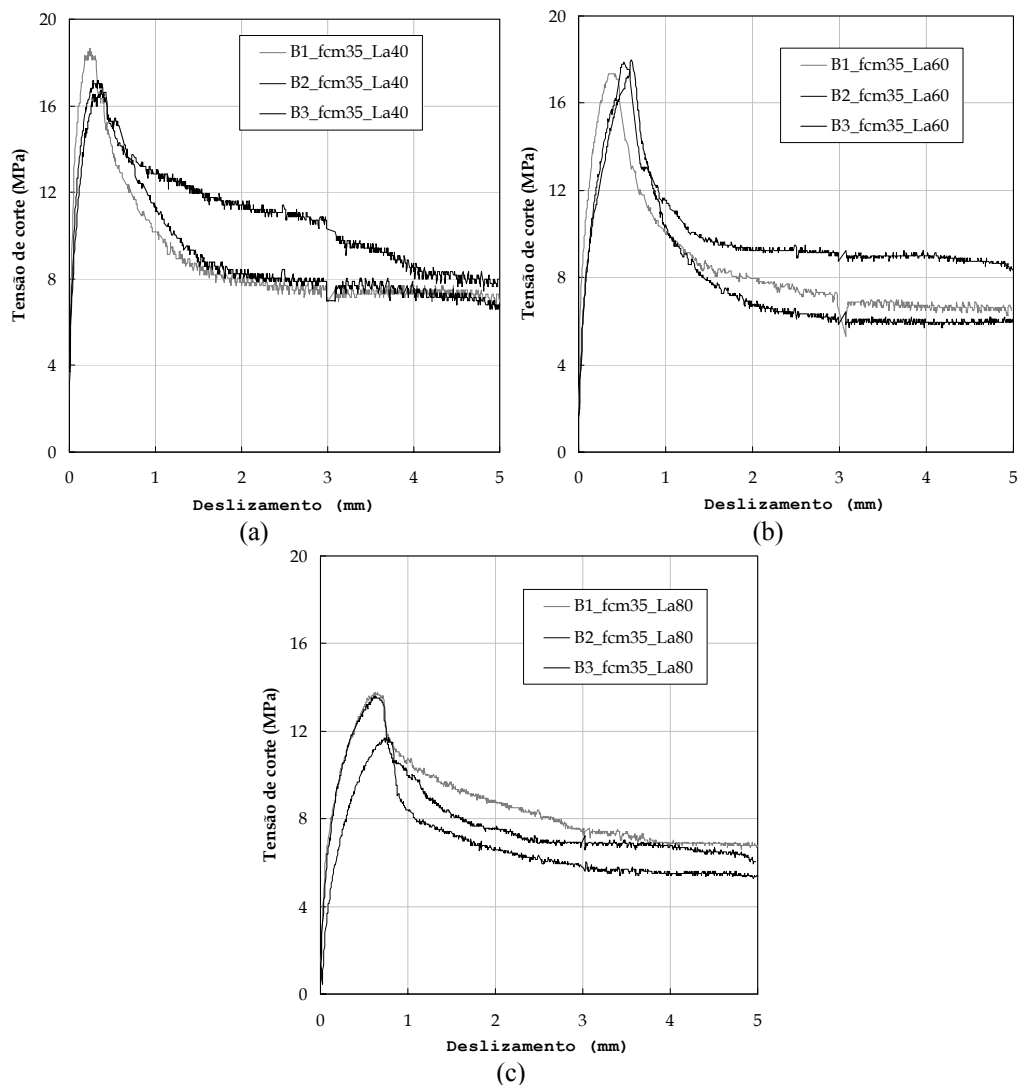 20
16
12
8
4
0
Tensão de corte (MPa)
B1_fcm35_La40
B2_fcm35_La40
B3_fcm35_La40
0 1 2 3 4 5
Deslizamento (mm)
(a)
20
16
12
8
4
0
Tensão de corte (MPa)
B1_fcm35_La60
B2_fcm35_La60
B3_fcm35_La60
0 1 2 3 4 5
Deslizamento (mm)
(b)
20
16
12
8
4
0
Tensão de corte (MPa)
B1_fcm35_La80
B2_fcm35_La80
B3_fcm35_La80
0 1 2 3 4 5
Deslizamento (mm)
(c)